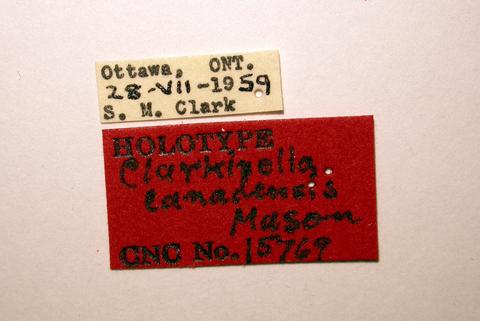 Ottawa, ONT.
28-VII-1959
S. M. Clark
HOLOTYPE
Clarkinella
canadensis
Mason
CNC No. 15769